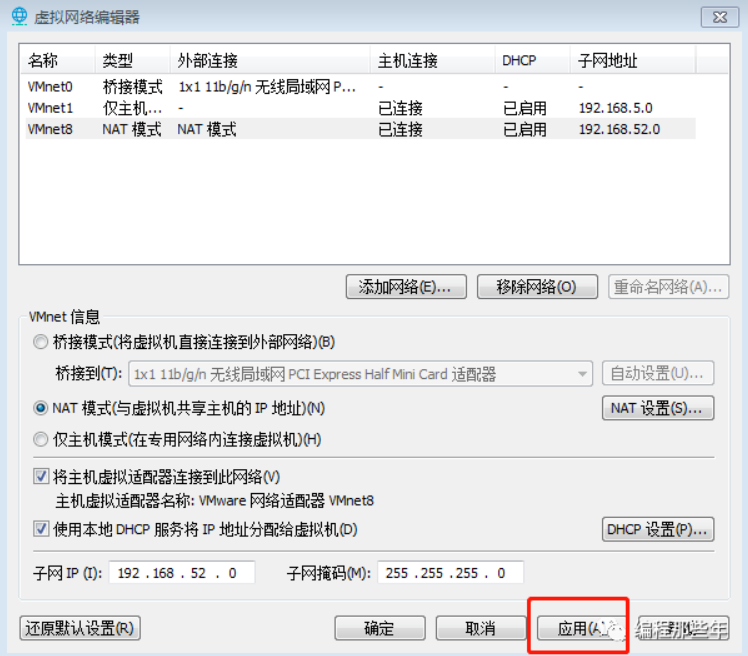 虚拟网络编辑器
名称 类型 外部连接 主机连接 DHCP 子网地址
VMnet0 桥接模式 1x1 11b/g/n 无线局域网 P... - - -
VMnet1 仅主机... - 已连接 已启用 192.168.5.0
VMnet8 NAT 模式 NAT 模式 已连接 已启用 192.168.52.0
添加网络(E)... 移除网络(O) 重命名网络(A)...
VMnet 信息
桥接模式(将虚拟机直接连接到外部网络)(B)
桥接到(T): 1x1 11b/g/n 无线局域网 PCI Express Half Mini Card 适配器 自动设置(U)...
NAT 模式(与虚拟机共享主机的 IP 地址)(N) NAT 设置(S)...
仅主机模式(在专用网络内连接虚拟机)(H)
将主机虚拟适配器连接到此网络(V)
主机虚拟适配器名称: VMware 网络适配器 VMnet8
使用本地 DHCP 服务将 IP 地址分配给虚拟机(D) DHCP 设置(P)...
子网 IP (I): 192 . 168 . 52 . 0 子网掩码(M): 255 . 255 . 255 . 0
还原默认设置(R) 确定 取消 应用(A) 编程那些年